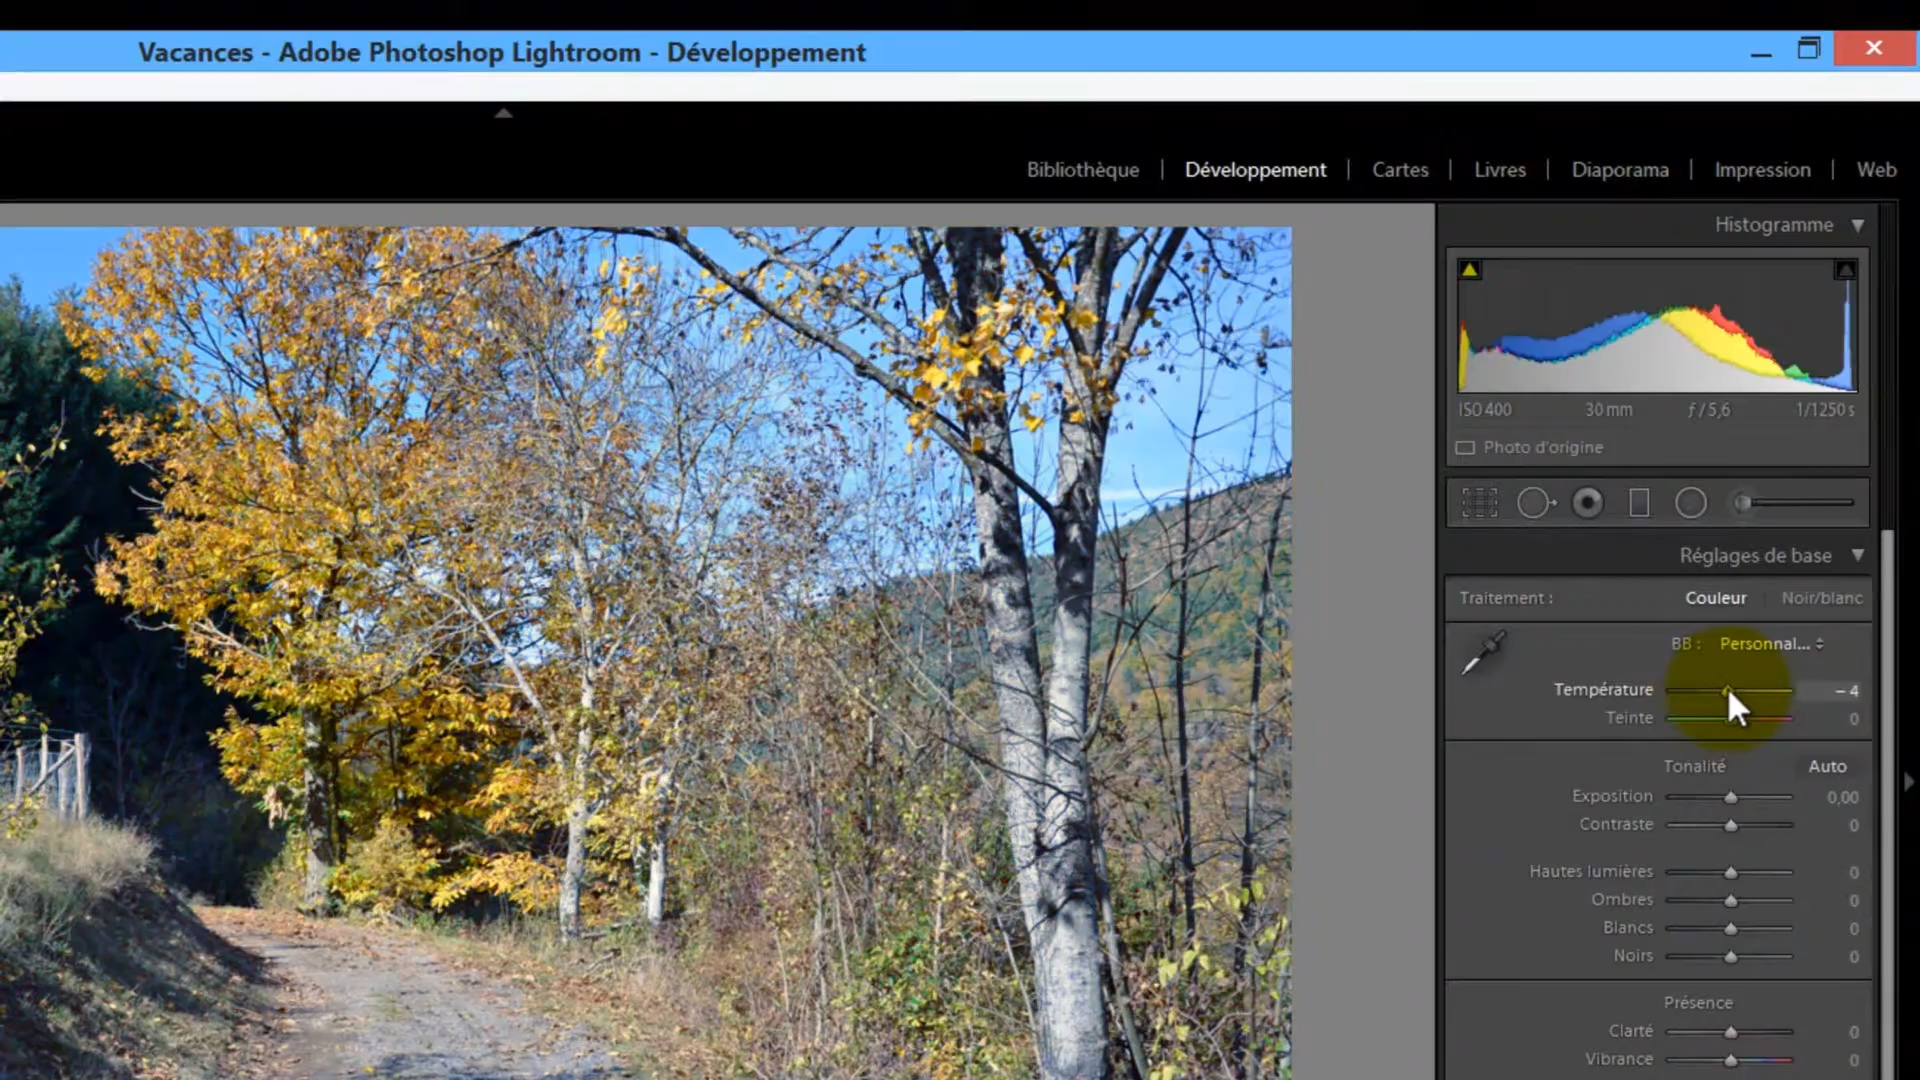 Vacances - Adobe Photoshop Lightroom - Développement
Bibliothèque | Développement | Cartes | Livres | Diaporama | Impression | Web
Histogramme
ISO 400 30 mm ƒ / 5,6 1/1250 s
Photo d'origine
Réglages de base
Traitement : Couleur Noir/blanc
BB : Personnal...
Température – 4
Teinte 0
Tonalité Auto
Exposition 0,00
Contraste 0
Hautes lumières 0
Ombres 0
Blancs 0
Noirs 0
Présence
Clarté 0
Vibrance 0